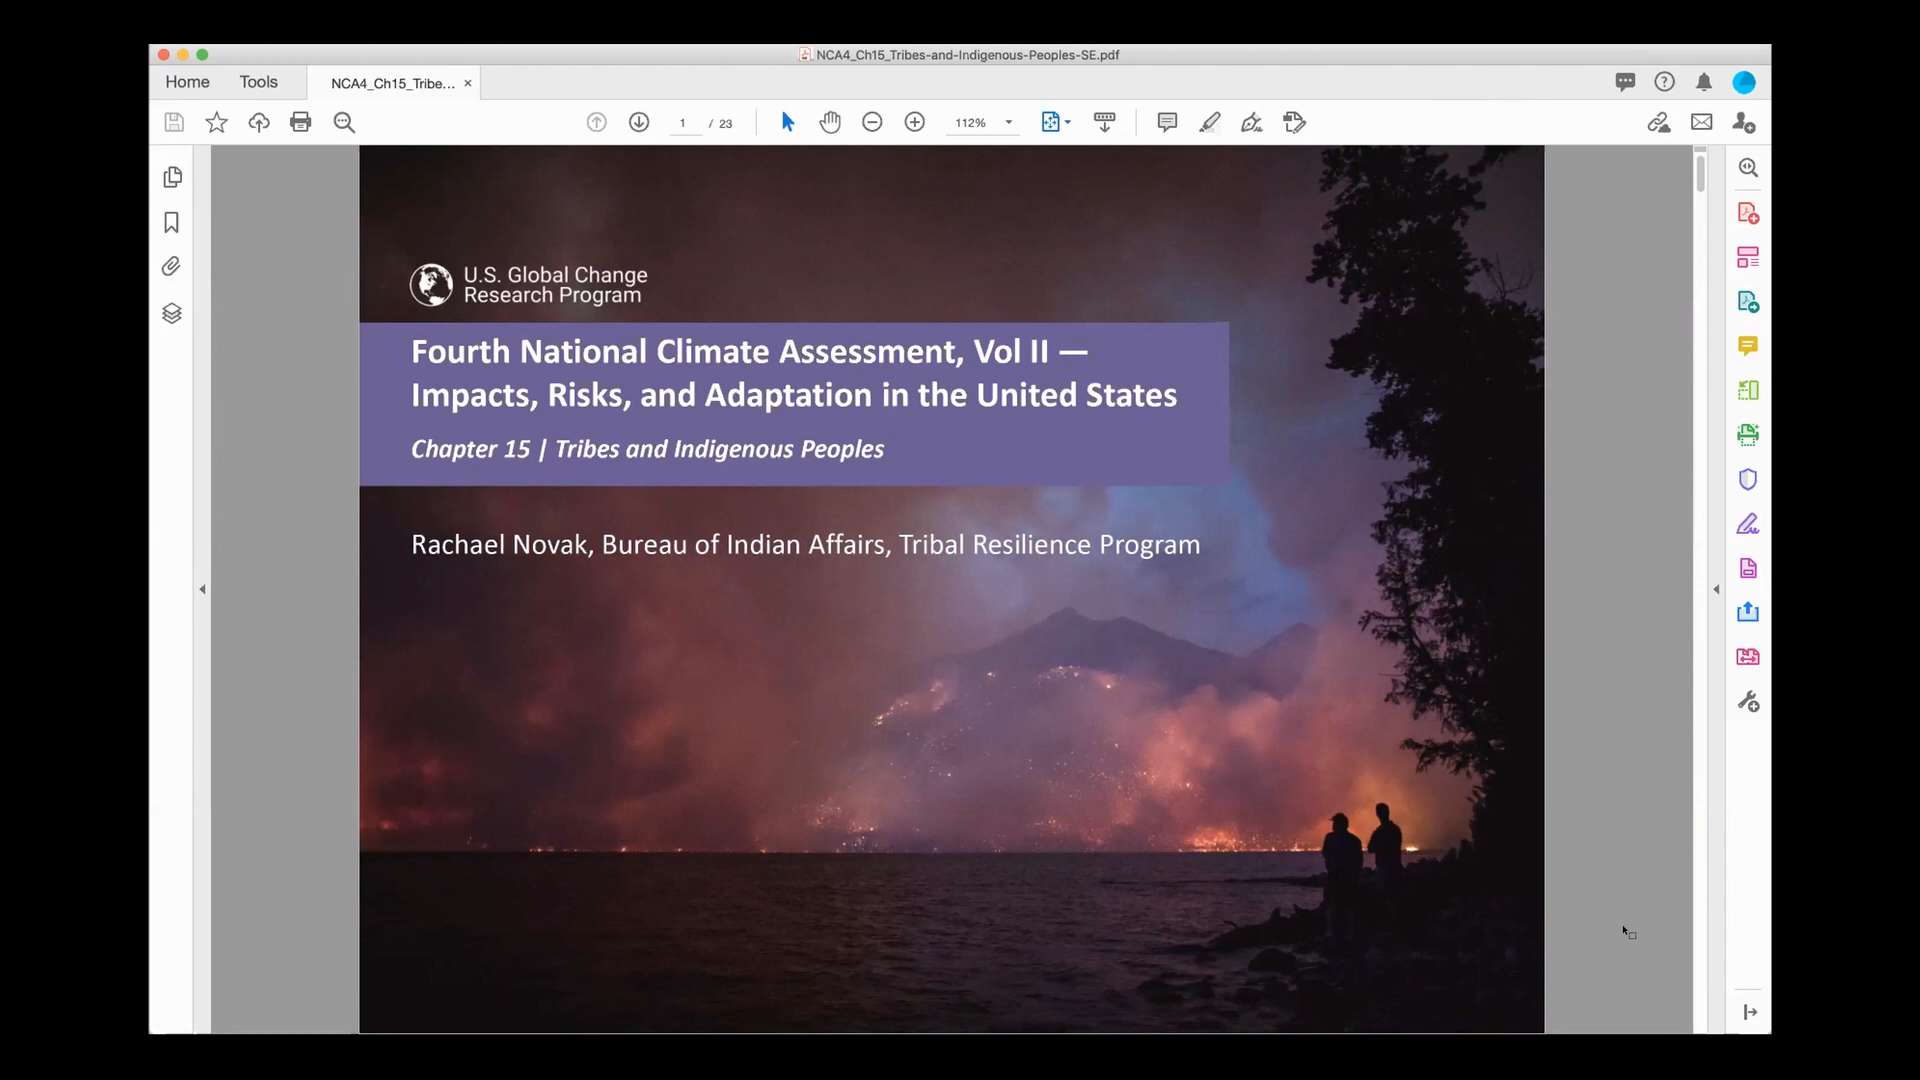 NCA4_Ch15_Tribes-and-Indigenous-Peoples-SE.pdf
Home Tools NCA4_Ch15_Tribe... ×
1 / 23 112%
U.S. Global Change
Research Program
Fourth National Climate Assessment, Vol II —
Impacts, Risks, and Adaptation in the United States
Chapter 15 | Tribes and Indigenous Peoples
Rachael Novak, Bureau of Indian Affairs, Tribal Resilience Program